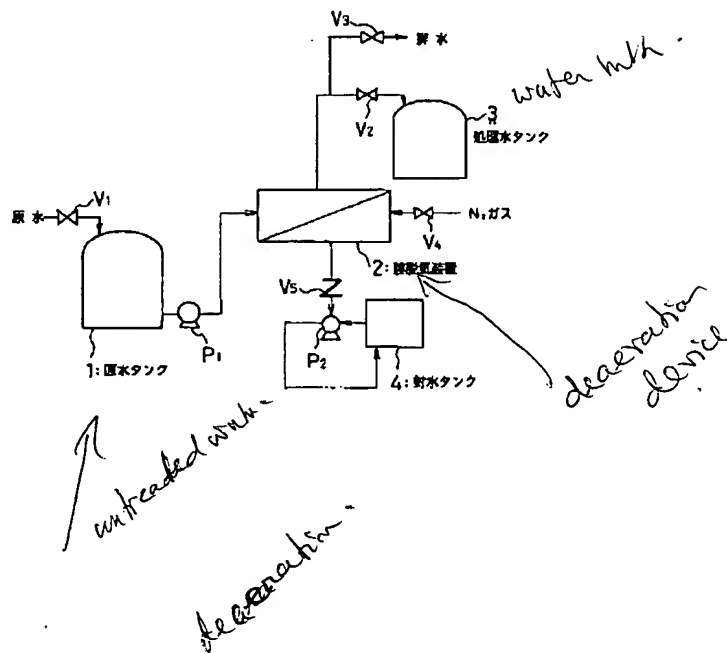 V3
排水
V2
water
3
処理水タンク
V1
原水
N₂ガス
V4
2:膜脱気装置
V5
P1
P2
1:原水タンク
4:封水タンク
deaeration
device
untreated water
deaeration